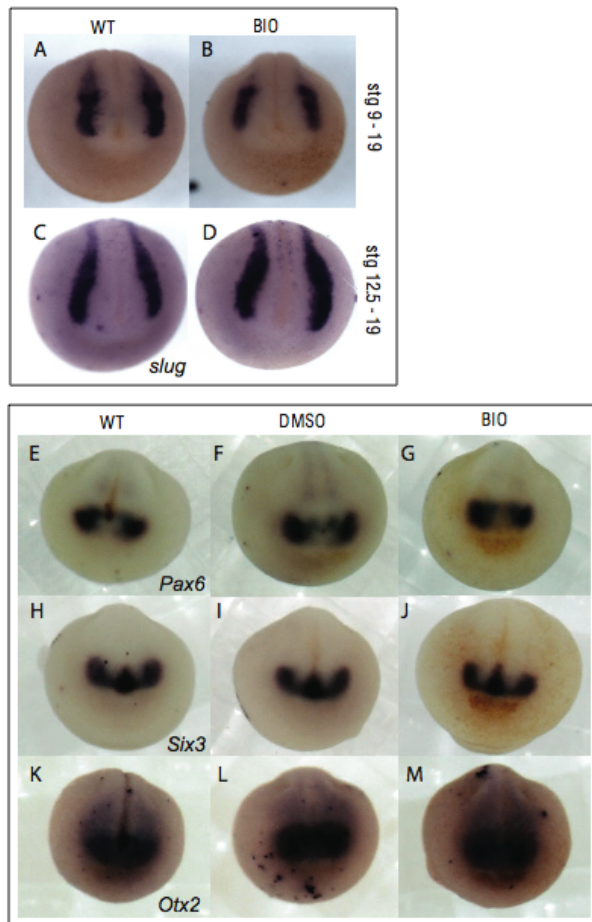 WT BIO
A B
stg 9 - 19
C D
stg 12.5 - 19
slug
WT DMSO BIO
E F G
Pax6
H I J
Six3
K L M
Otx2